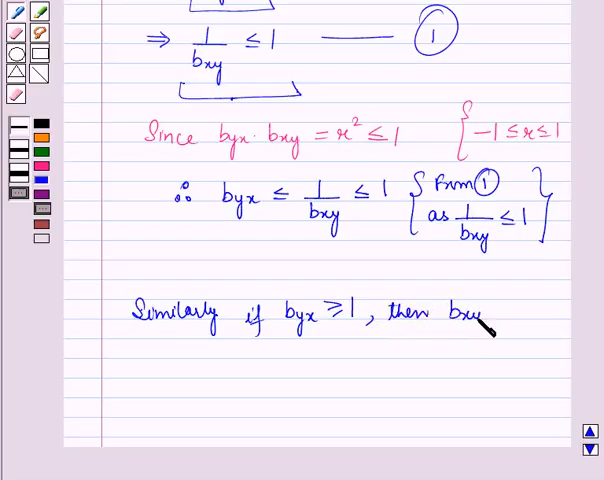 ⇒ 1/bxy ≤ 1 ——— ①
Since byx · bxy = r² ≤ 1 { -1 ≤ r ≤ 1
∴ byx ≤ 1/bxy ≤ 1 { From ① }
as 1/bxy ≤ 1
Similarly if byx ≥ 1, then bxy